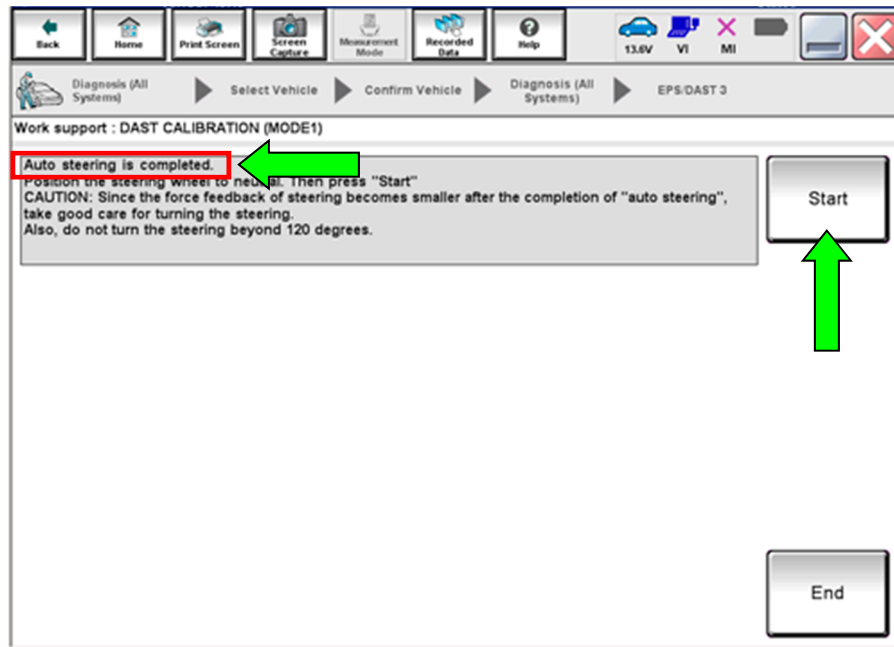 Back
Home
Print Screen
Screen
Capture
Measurement
Mode
Recorded
Data
Help
13.6V
VI
MI
Diagnosis (All
Systems)
Select Vehicle
Confirm Vehicle
Diagnosis (All
Systems)
EPS/DAST 3
Work support : DAST CALIBRATION (MODE1)
Auto steering is completed.
Position the steering wheel to neutral. Then press "Start"
CAUTION: Since the force feedback of steering becomes smaller after the completion of "auto steering",
take good care for turning the steering.
Also, do not turn the steering beyond 120 degrees.
Start
End